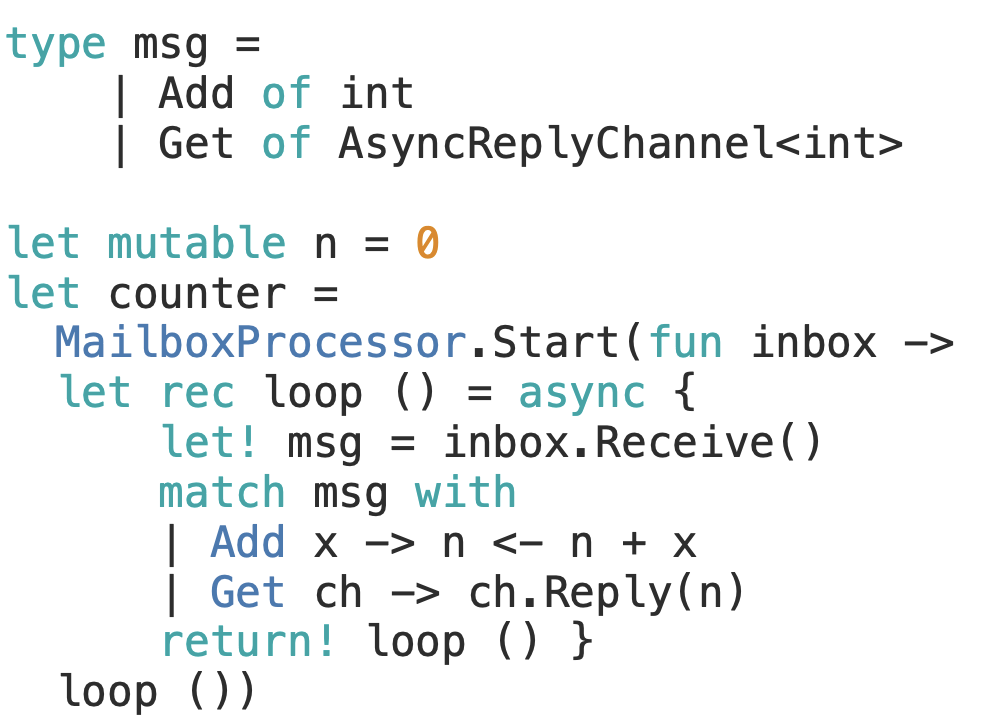 type msg =
    | Add of int
    | Get of AsyncReplyChannel<int>

let mutable n = 0
let counter =
  MailboxProcessor.Start(fun inbox ->
  let rec loop () = async {
      let! msg = inbox.Receive()
      match msg with
      | Add x -> n <- n + x
      | Get ch -> ch.Reply(n)
      return! loop () }
  loop ())